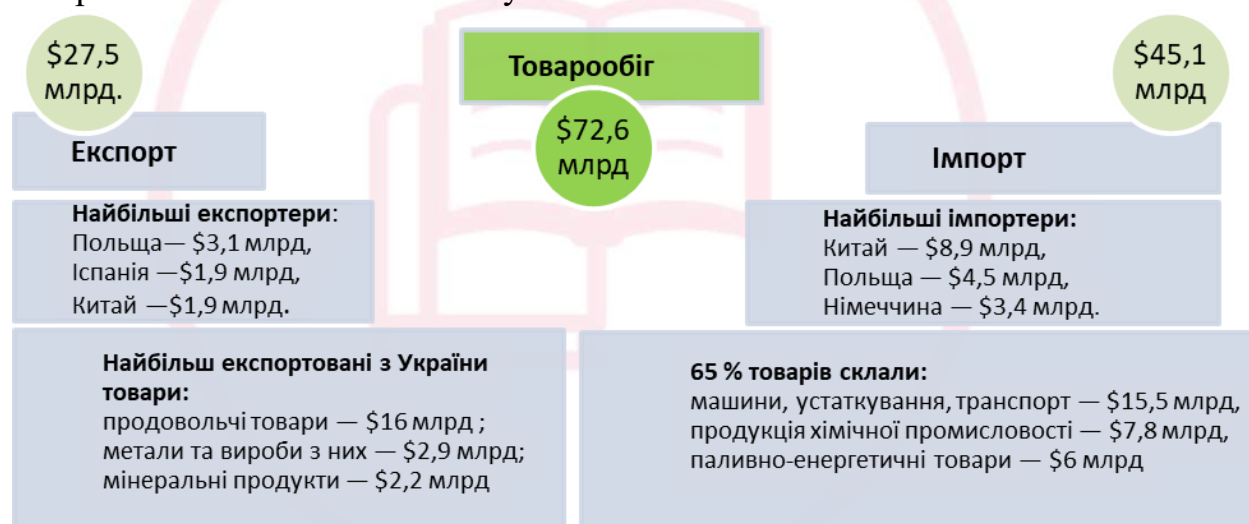 $27,5
млрд.
Експорт
Товарообіг
$72,6
млрд
$45,1
млрд
Імпорт
Найбільші експортери:
Польща— $3,1 млрд,
Іспанія —$1,9 млрд,
Китай —$1,9 млрд.
Найбільші імпортери:
Китай — $8,9 млрд,
Польща — $4,5 млрд,
Німеччина — $3,4 млрд.
Найбільш експортовані з України
товари:
продовольчі товари — $16 млрд ;
метали та вироби з них — $2,9 млрд;
мінеральні продукти — $2,2 млрд
65 % товарів склали:
машини, устаткування, транспорт — $15,5 млрд,
продукція хімічної промисловості — $7,8 млрд,
паливно-енергетичні товари — $6 млрд